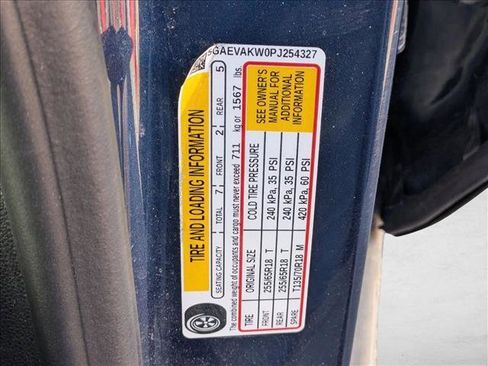 5GAEVAKW0PJ254327
TIRE AND LOADING INFORMATION
SEATING CAPACITY TOTAL 7 FRONT 2 REAR 5
The combined weight of occupants and cargo must never exceed 711 kg or 1567 lbs.
TIRE ORIGINAL SIZE COLD TIRE PRESSURE
FRONT 255/65R18 T 240 kPa, 35 PSI
REAR 255/65R18 T 240 kPa, 35 PSI
SPARE T135/70R18 M 420 kPa, 60 PSI
SEE OWNER'S
MANUAL FOR
ADDITIONAL
INFORMATION